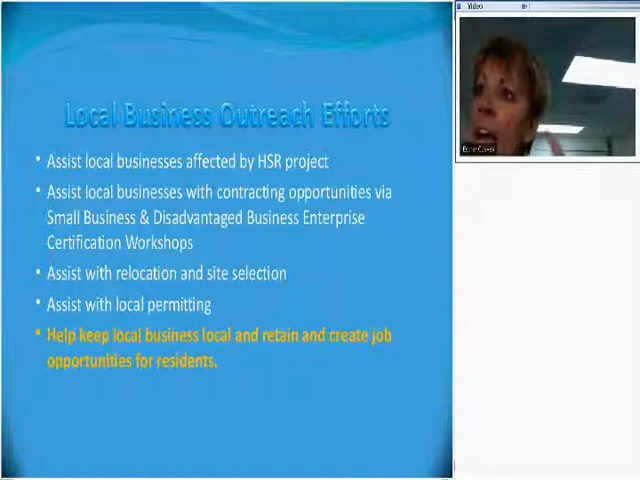 Video
Local Business Outreach Efforts
• Assist local businesses affected by HSR project
• Assist local businesses with contracting opportunities via
Small Business & Disadvantaged Business Enterprise
Certification Workshops
• Assist with relocation and site selection
• Assist with local permitting
• Help keep local business local and retain and create job
opportunities for residents.